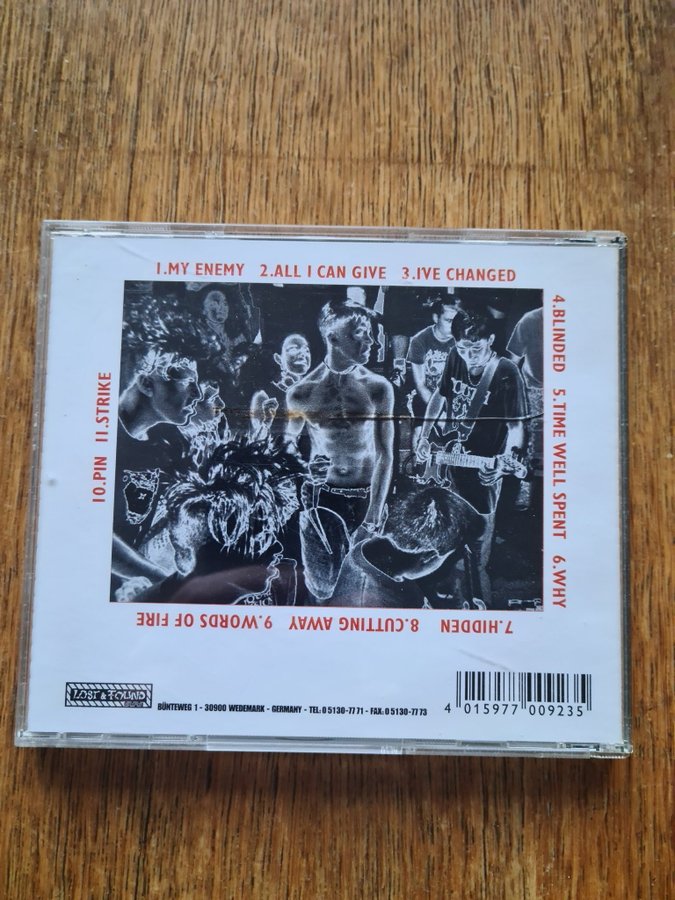 1.MY ENEMY 2.ALL I CAN GIVE 3.IVE CHANGED
4.BLINDED 5.TIME WELL SPENT 6.WHY
7.HIDDEN 8.CUTTING AWAY 9.WORDS OF FIRE
10.PIN 11.STRIKE
LOST & FOUND
BÜNTEWEG 1 - 30900 WEDEMARK - GERMANY - TEL: 0 5130-77 71 - FAX: 0 5130-77 73
4 015977 009235